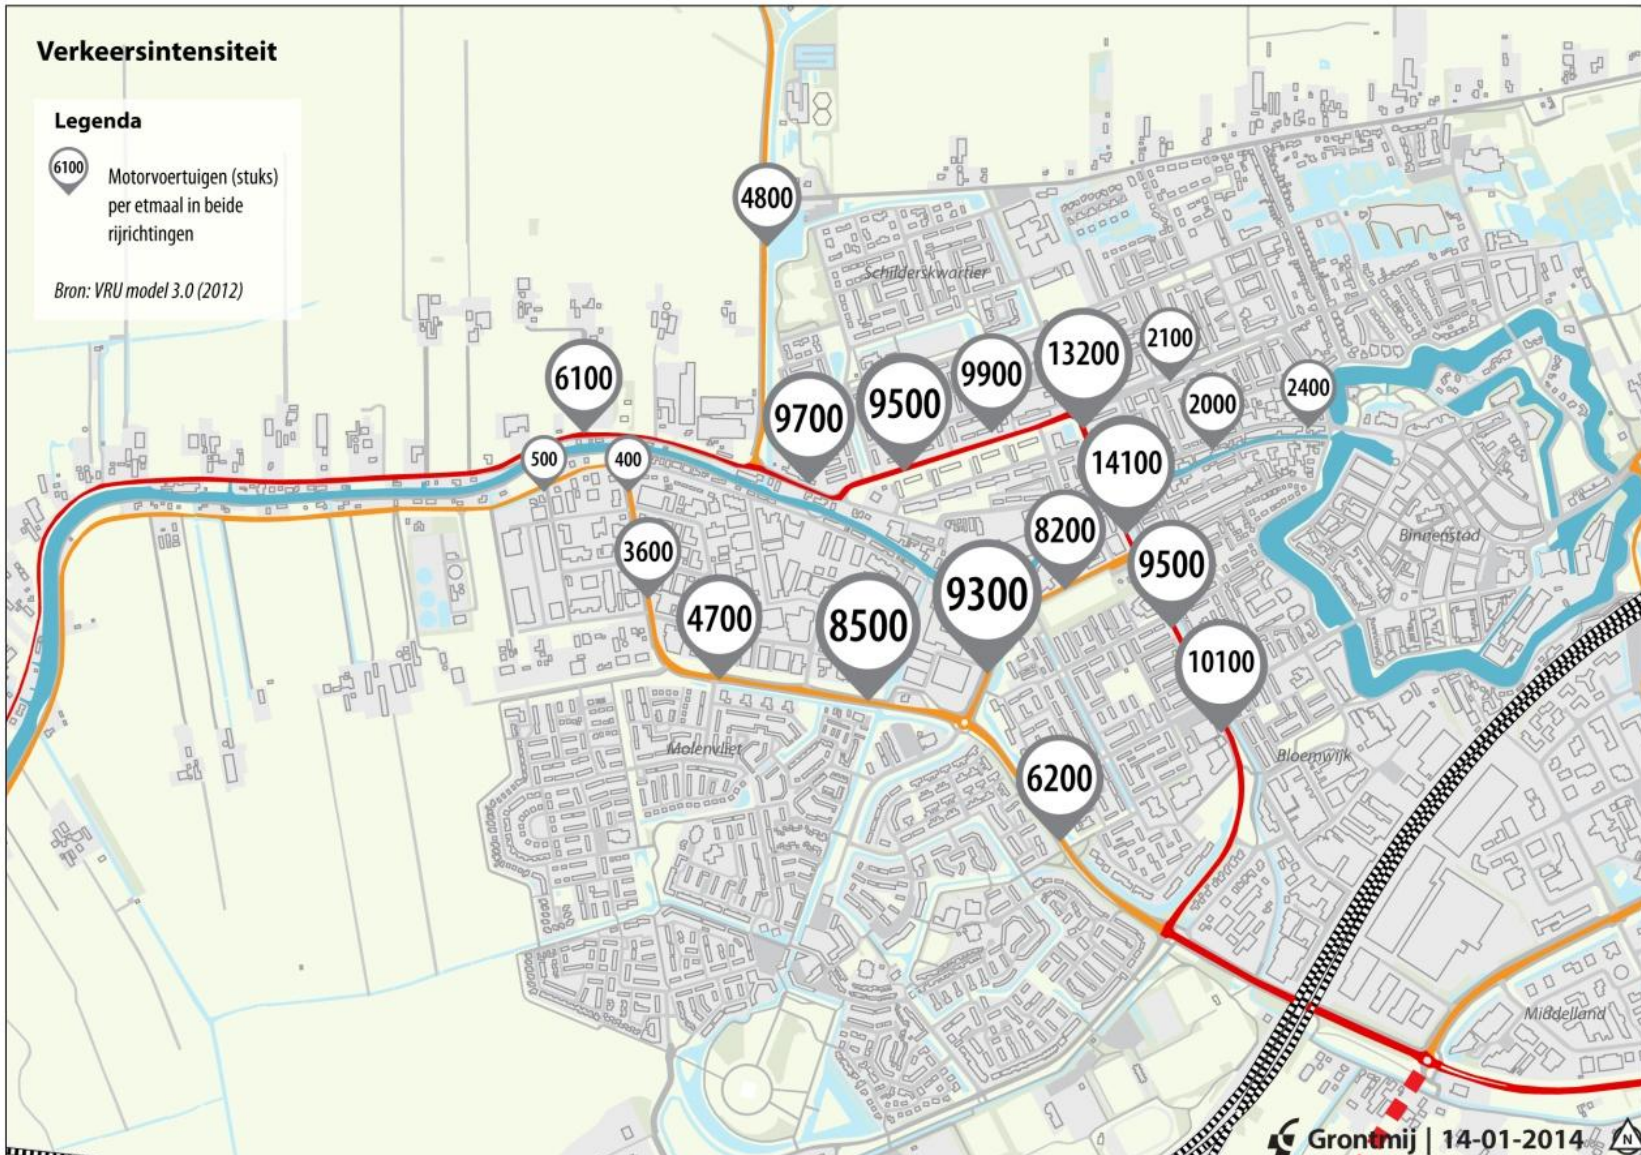 Verkeersintensiteit
Legenda
6100
Motorvoertuigen (stuks)
per etmaal in beide
rijrichtingen
Bron: VRU model 3.0 (2012)
4800
Schilderskwartier
6100
9700
9500
9900
13200
2100
2000
2400
500
400
14100
3600
8200
9500
Binnenstad
4700
8500
9300
10100
Molenvliet
6200
Bloemwijk
Middelland
Grontmij | 14-01-2014
N